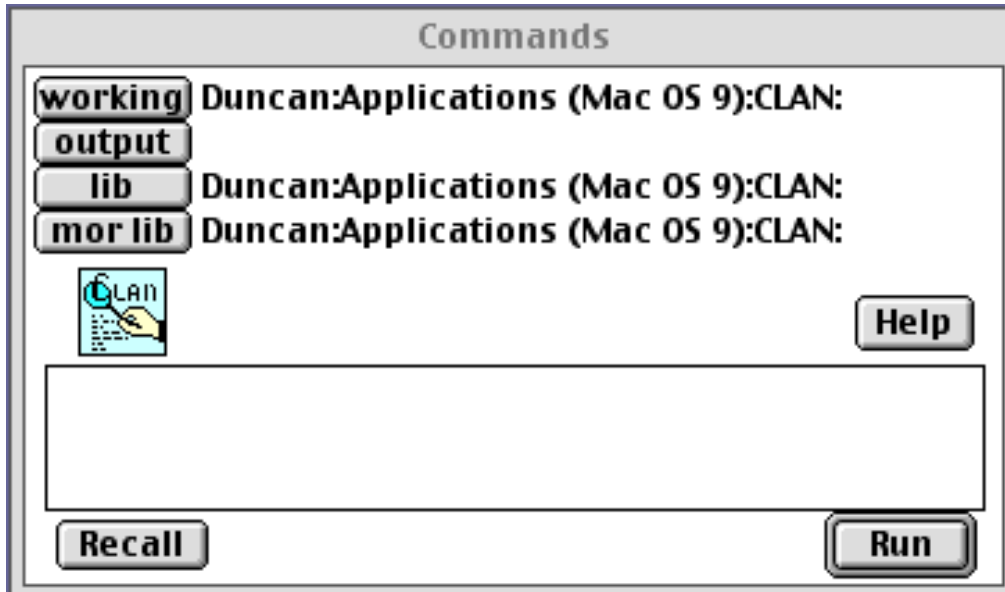 Commands
working Duncan:Applications (Mac OS 9):CLAN:
output
lib Duncan:Applications (Mac OS 9):CLAN:
mor lib Duncan:Applications (Mac OS 9):CLAN:
CLAN
Help
Recall Run